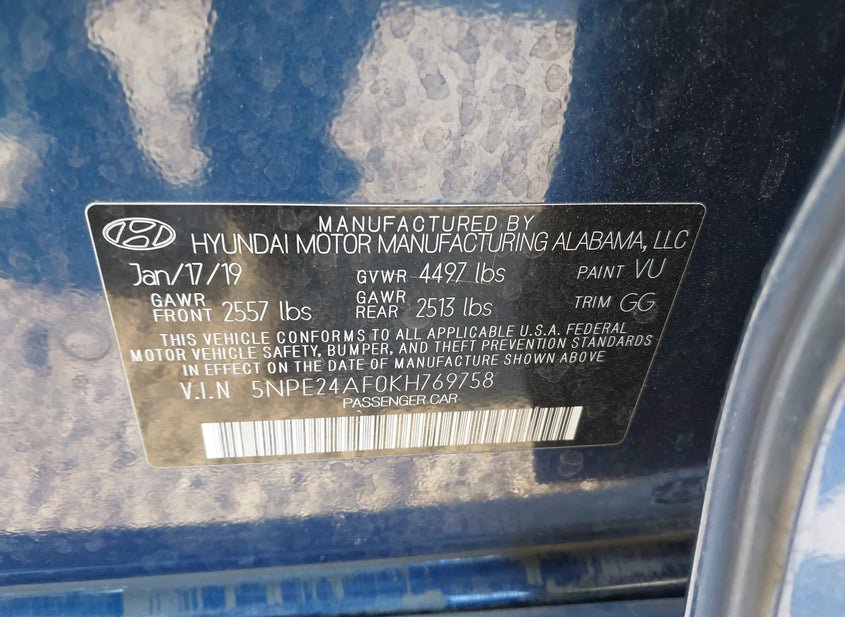 MANUFACTURED BY
HYUNDAI MOTOR MANUFACTURING ALABAMA, LLC
Jan/17/19 GVWR 4497 lbs PAINT VU
GAWR FRONT 2557 lbs GAWR REAR 2513 lbs TRIM GG
THIS VEHICLE CONFORMS TO ALL APPLICABLE U.S.A. FEDERAL
MOTOR VEHICLE SAFETY, BUMPER, AND THEFT PREVENTION STANDARDS
IN EFFECT ON THE DATE OF MANUFACTURE SHOWN ABOVE
V.I.N 5NPE24AF0KH769758
PASSENGER CAR